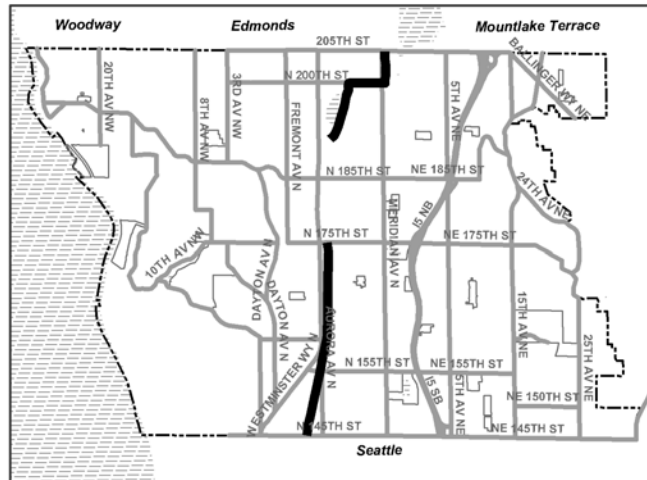 Woodway
Edmonds
Mountlake Terrace
205TH ST
BALLINGER WY NE
20TH AV NW
8TH AV NW
3RD AV NW
N 200TH ST
FREMONT AV N
5TH AV NE
N 185TH ST
NE 185TH ST
24TH AV NE
MERIDIAN AV N
I5 NB
10TH AV NW
N 175TH ST
NE 175TH ST
DAYTON AV N
DAYTON AV N
AURORA AV N
15TH AV NE
25TH AV NE
N 155TH ST
NE 155TH ST
WESTMINSTER WY N
I5 SB
5TH AV NE
NE 150TH ST
N 145TH ST
NE 145TH ST
Seattle